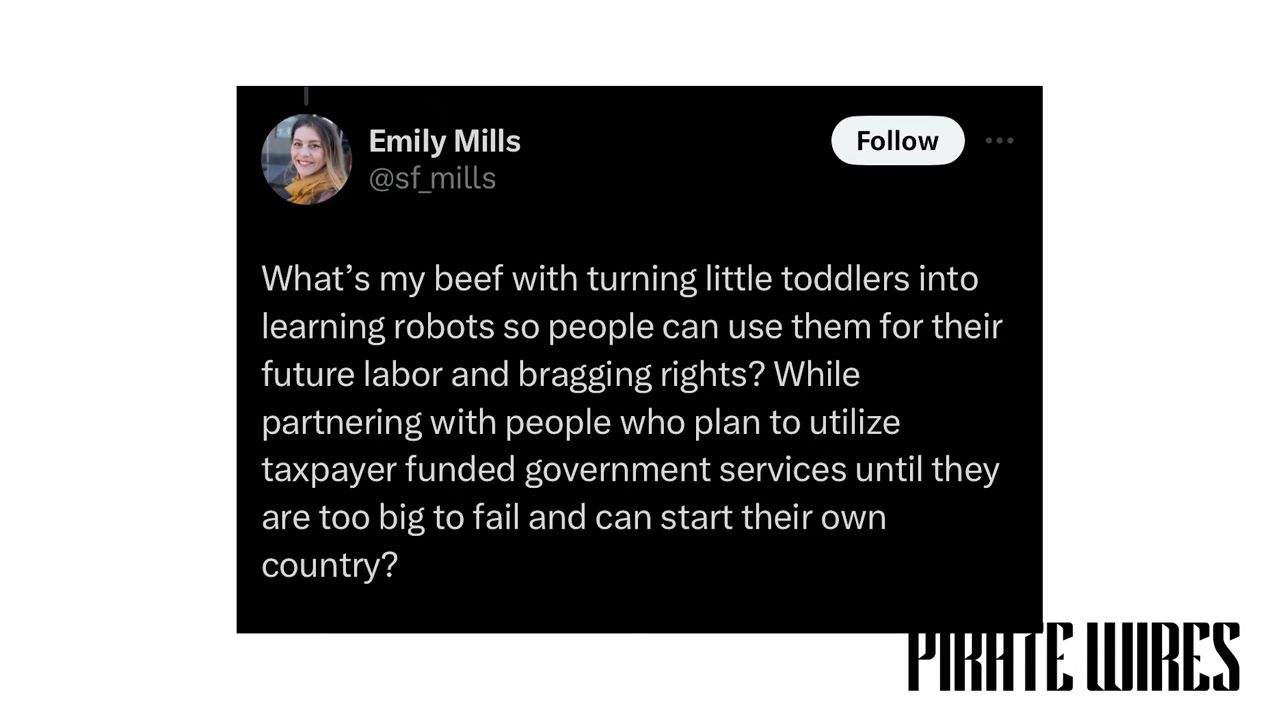 Emily Mills
@sf_mills
Follow
What’s my beef with turning little toddlers into
learning robots so people can use them for their
future labor and bragging rights? While
partnering with people who plan to utilize
taxpayer funded government services until they
are too big to fail and can start their own
country?
PIRATE WIRES